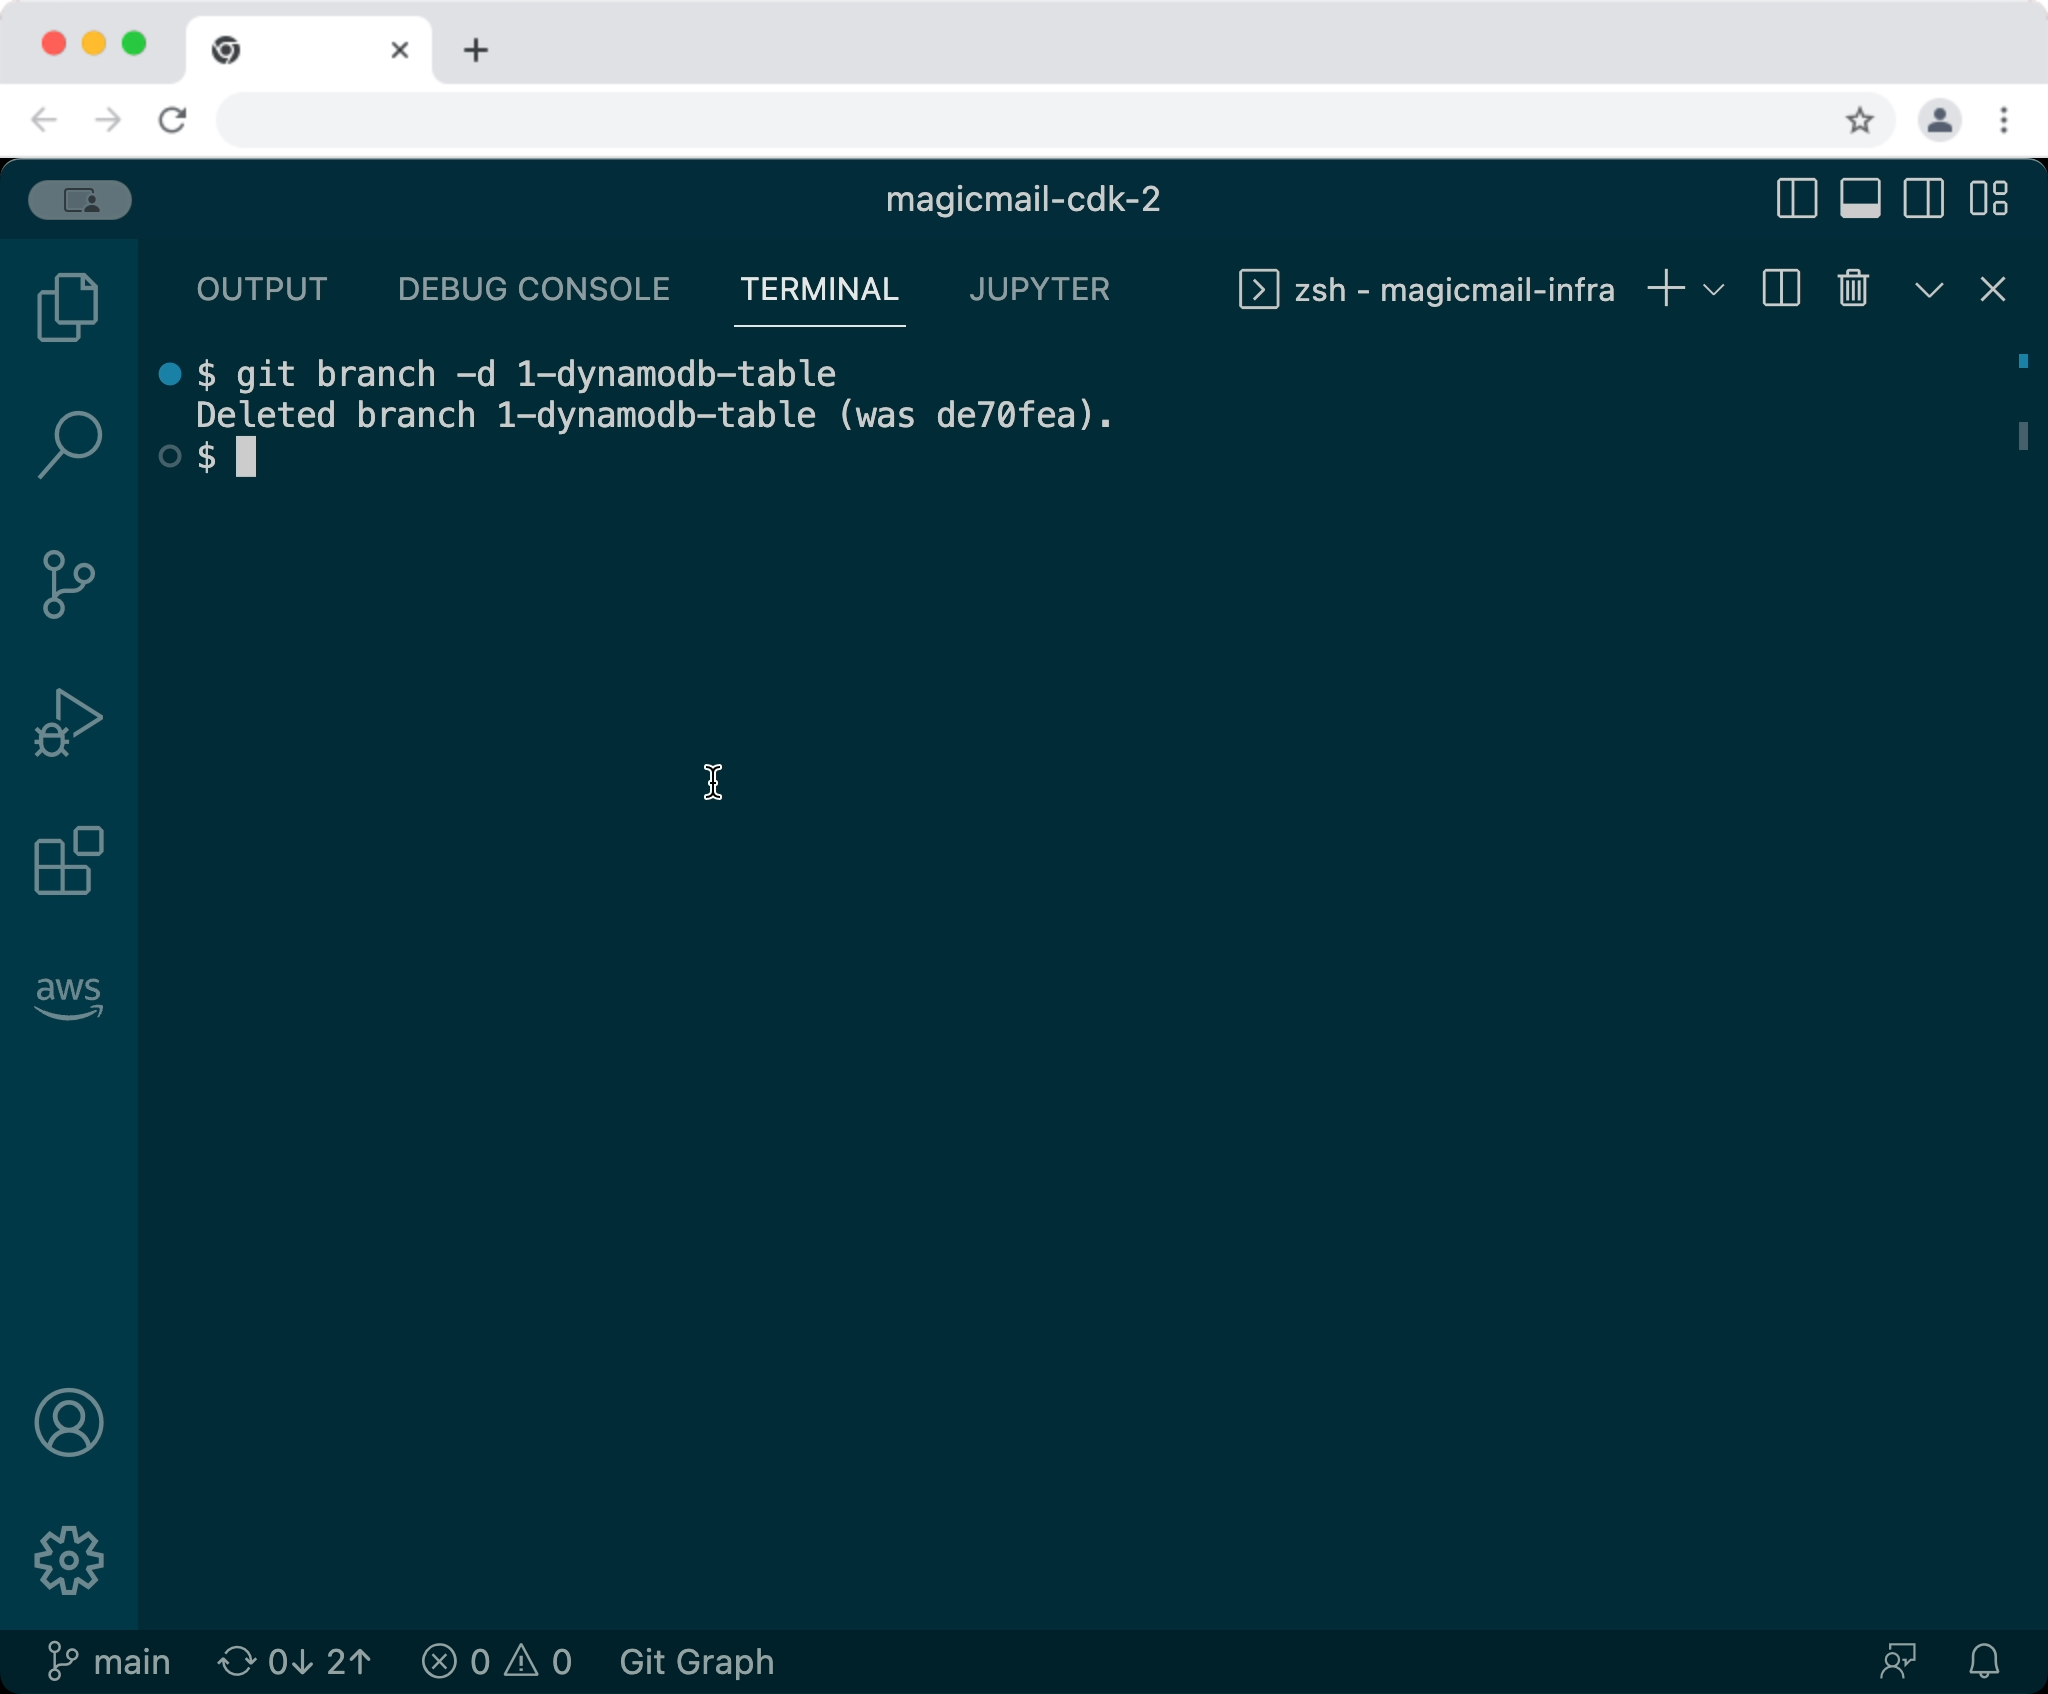 magicmail-cdk-2
OUTPUT DEBUG CONSOLE TERMINAL JUPYTER zsh - magicmail-infra
$ git branch -d 1-dynamodb-table
Deleted branch 1-dynamodb-table (was de70fea).
$
aws
main 0↓ 2↑ 0 0 Git Graph